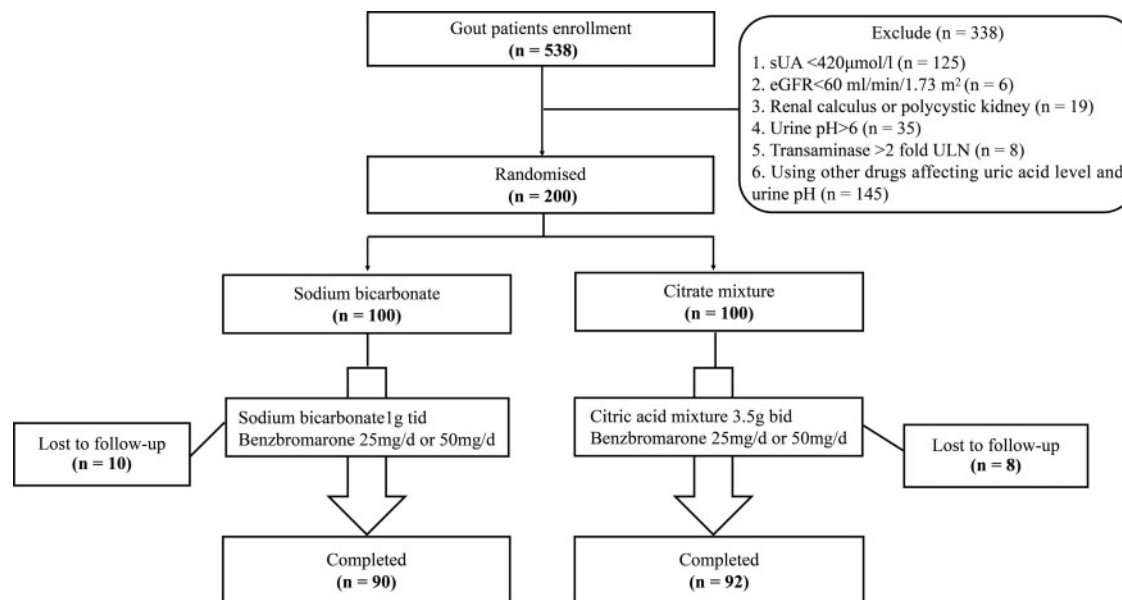 Gout patients enrollment
(n = 538)
Exclude (n = 338)
1. sUA <420μmol/l (n = 125)
2. eGFR<60 ml/min/1.73 m² (n = 6)
3. Renal calculus or polycystic kidney (n = 19)
4. Urine pH>6 (n = 35)
5. Transaminase >2 fold ULN (n = 8)
6. Using other drugs affecting uric acid level and
urine pH (n = 145)
Randomised
(n = 200)
Sodium bicarbonate
(n = 100)
Citrate mixture
(n = 100)
Sodium bicarbonate1g tid
Benzbromarone 25mg/d or 50mg/d
Citric acid mixture 3.5g bid
Benzbromarone 25mg/d or 50mg/d
Lost to follow-up
(n = 10)
Lost to follow-up
(n = 8)
Completed
(n = 90)
Completed
(n = 92)